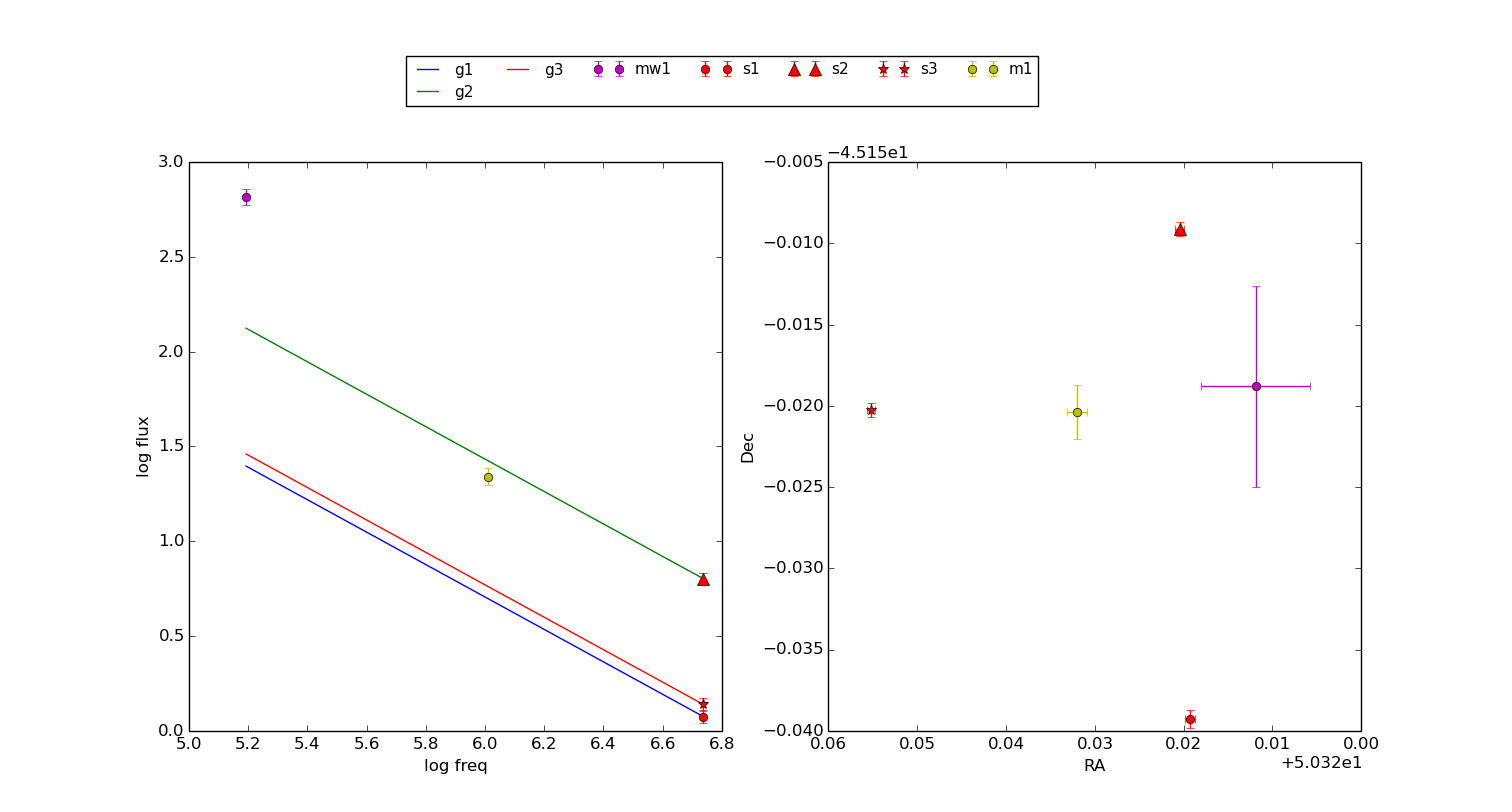 g1 g3 mw1 s1 s2 s3 m1
g2
3.0
2.5
2.0
1.5
1.0
0.5
0.0
log flux
5.0 5.2 5.4 5.6 5.8 6.0 6.2 6.4 6.6 6.8
log freq
−4.515e1
−0.005
−0.010
−0.015
−0.020
−0.025
−0.030
−0.035
−0.040
Dec
0.06 0.05 0.04 0.03 0.02 0.01 0.00
RA
+5.032e1